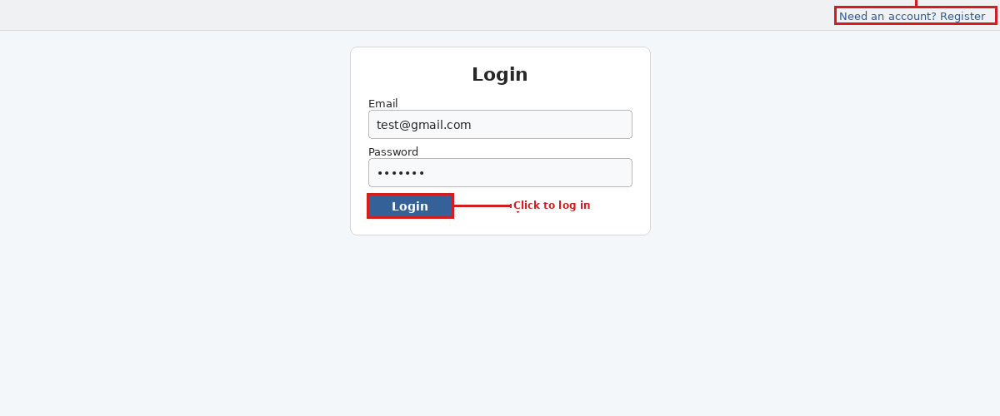 Need an account? Register
Login
Email
test@gmail.com
Password
•••••••
Login
Click to log in